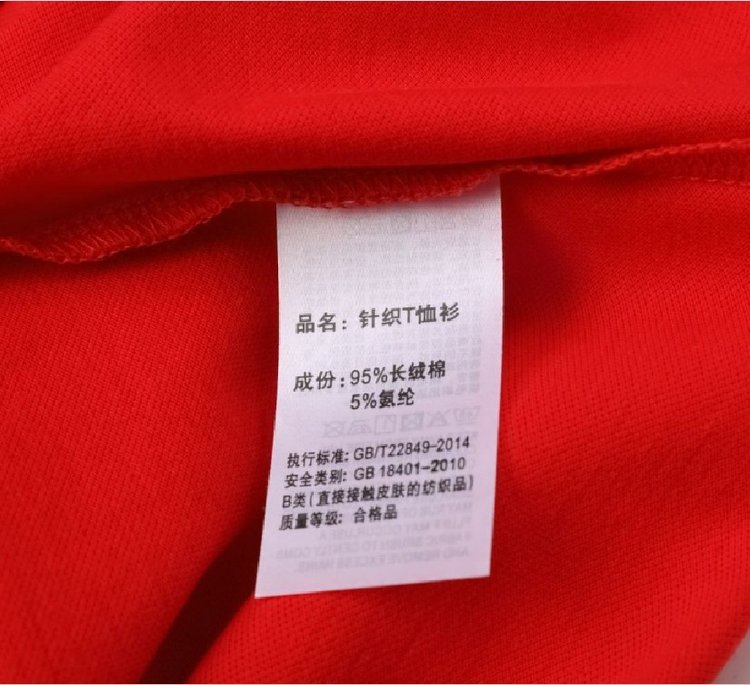 品名：针织T恤衫
成份：95%长绒棉
5%氨纶
执行标准：GB/T22849-2014
安全类别：GB 18401-2010
B类（直接接触皮肤的纺织品）
质量等级：合格品